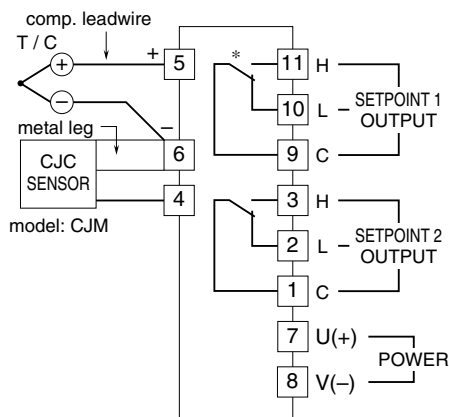 comp. leadwire
T / C
+
+
5
−
metal leg
−
6
CJC
SENSOR
4
model: CJM
*
11 H
10 L
9 C
SETPOINT 1
OUTPUT
3 H
2 L
1 C
SETPOINT 2
OUTPUT
7 U(+)
8 V(−)
POWER